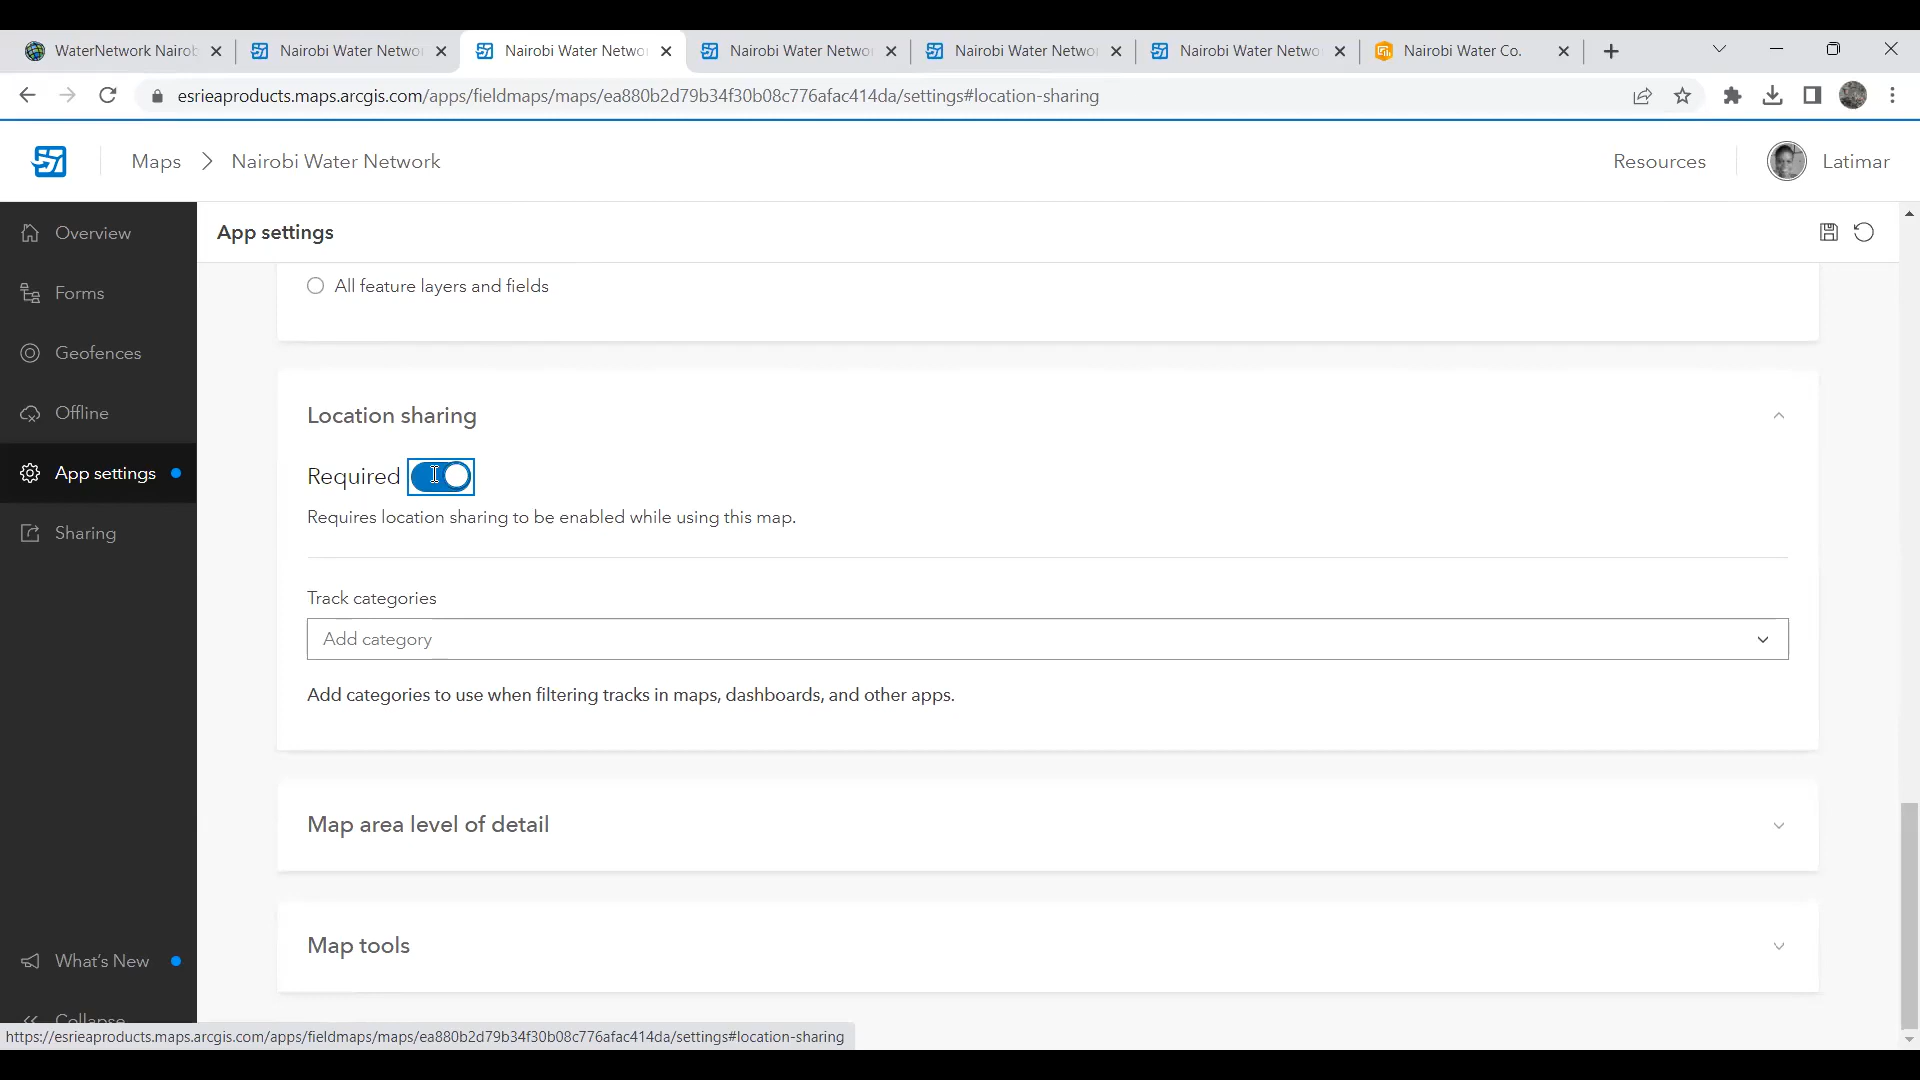 WaterNetwork Nairob
Nairobi Water Netwo
Nairobi Water Netwo
Nairobi Water Netwo
Nairobi Water Netwo
Nairobi Water Netwo
Nairobi Water Co.
esrieaproducts.maps.arcgis.com/apps/fieldmaps/maps/ea880b2d79b34f30b08c776afac414da/settings#location-sharing
Maps > Nairobi Water Network
Resources
Latimar
Overview
Forms
Geofences
Offline
App settings
Sharing
What's New
Collapse
App settings
All feature layers and fields
Location sharing
Required
Requires location sharing to be enabled while using this map.
Track categories
Add category
Add categories to use when filtering tracks in maps, dashboards, and other apps.
Map area level of detail
Map tools
https://esrieaproducts.maps.arcgis.com/apps/fieldmaps/maps/ea880b2d79b34f30b08c776afac414da/settings#location-sharing